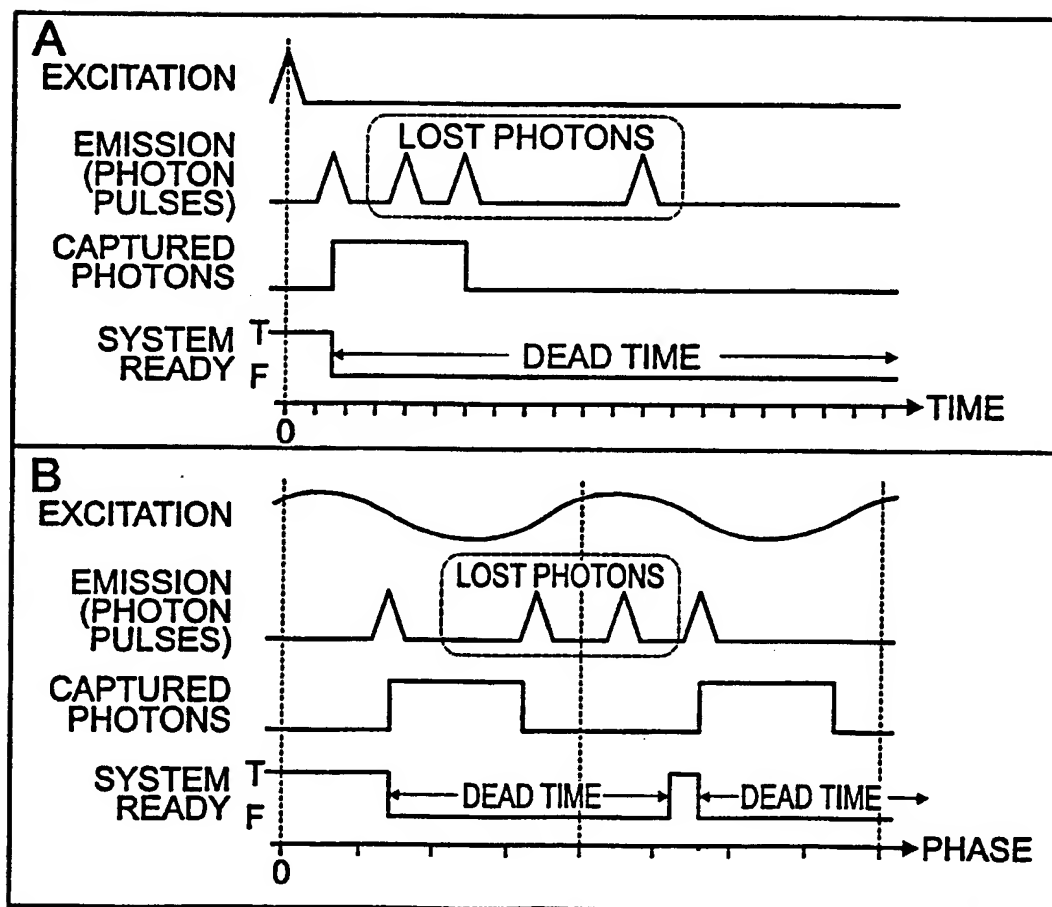 A
EXCITATION
EMISSION
(PHOTON
PULSES)
LOST PHOTONS
CAPTURED
PHOTONS
SYSTEM
READY
T
F
DEAD TIME
0
TIME
B
EXCITATION
EMISSION
(PHOTON
PULSES)
LOST PHOTONS
CAPTURED
PHOTONS
SYSTEM
READY
T
F
DEAD TIME
DEAD TIME
0
PHASE